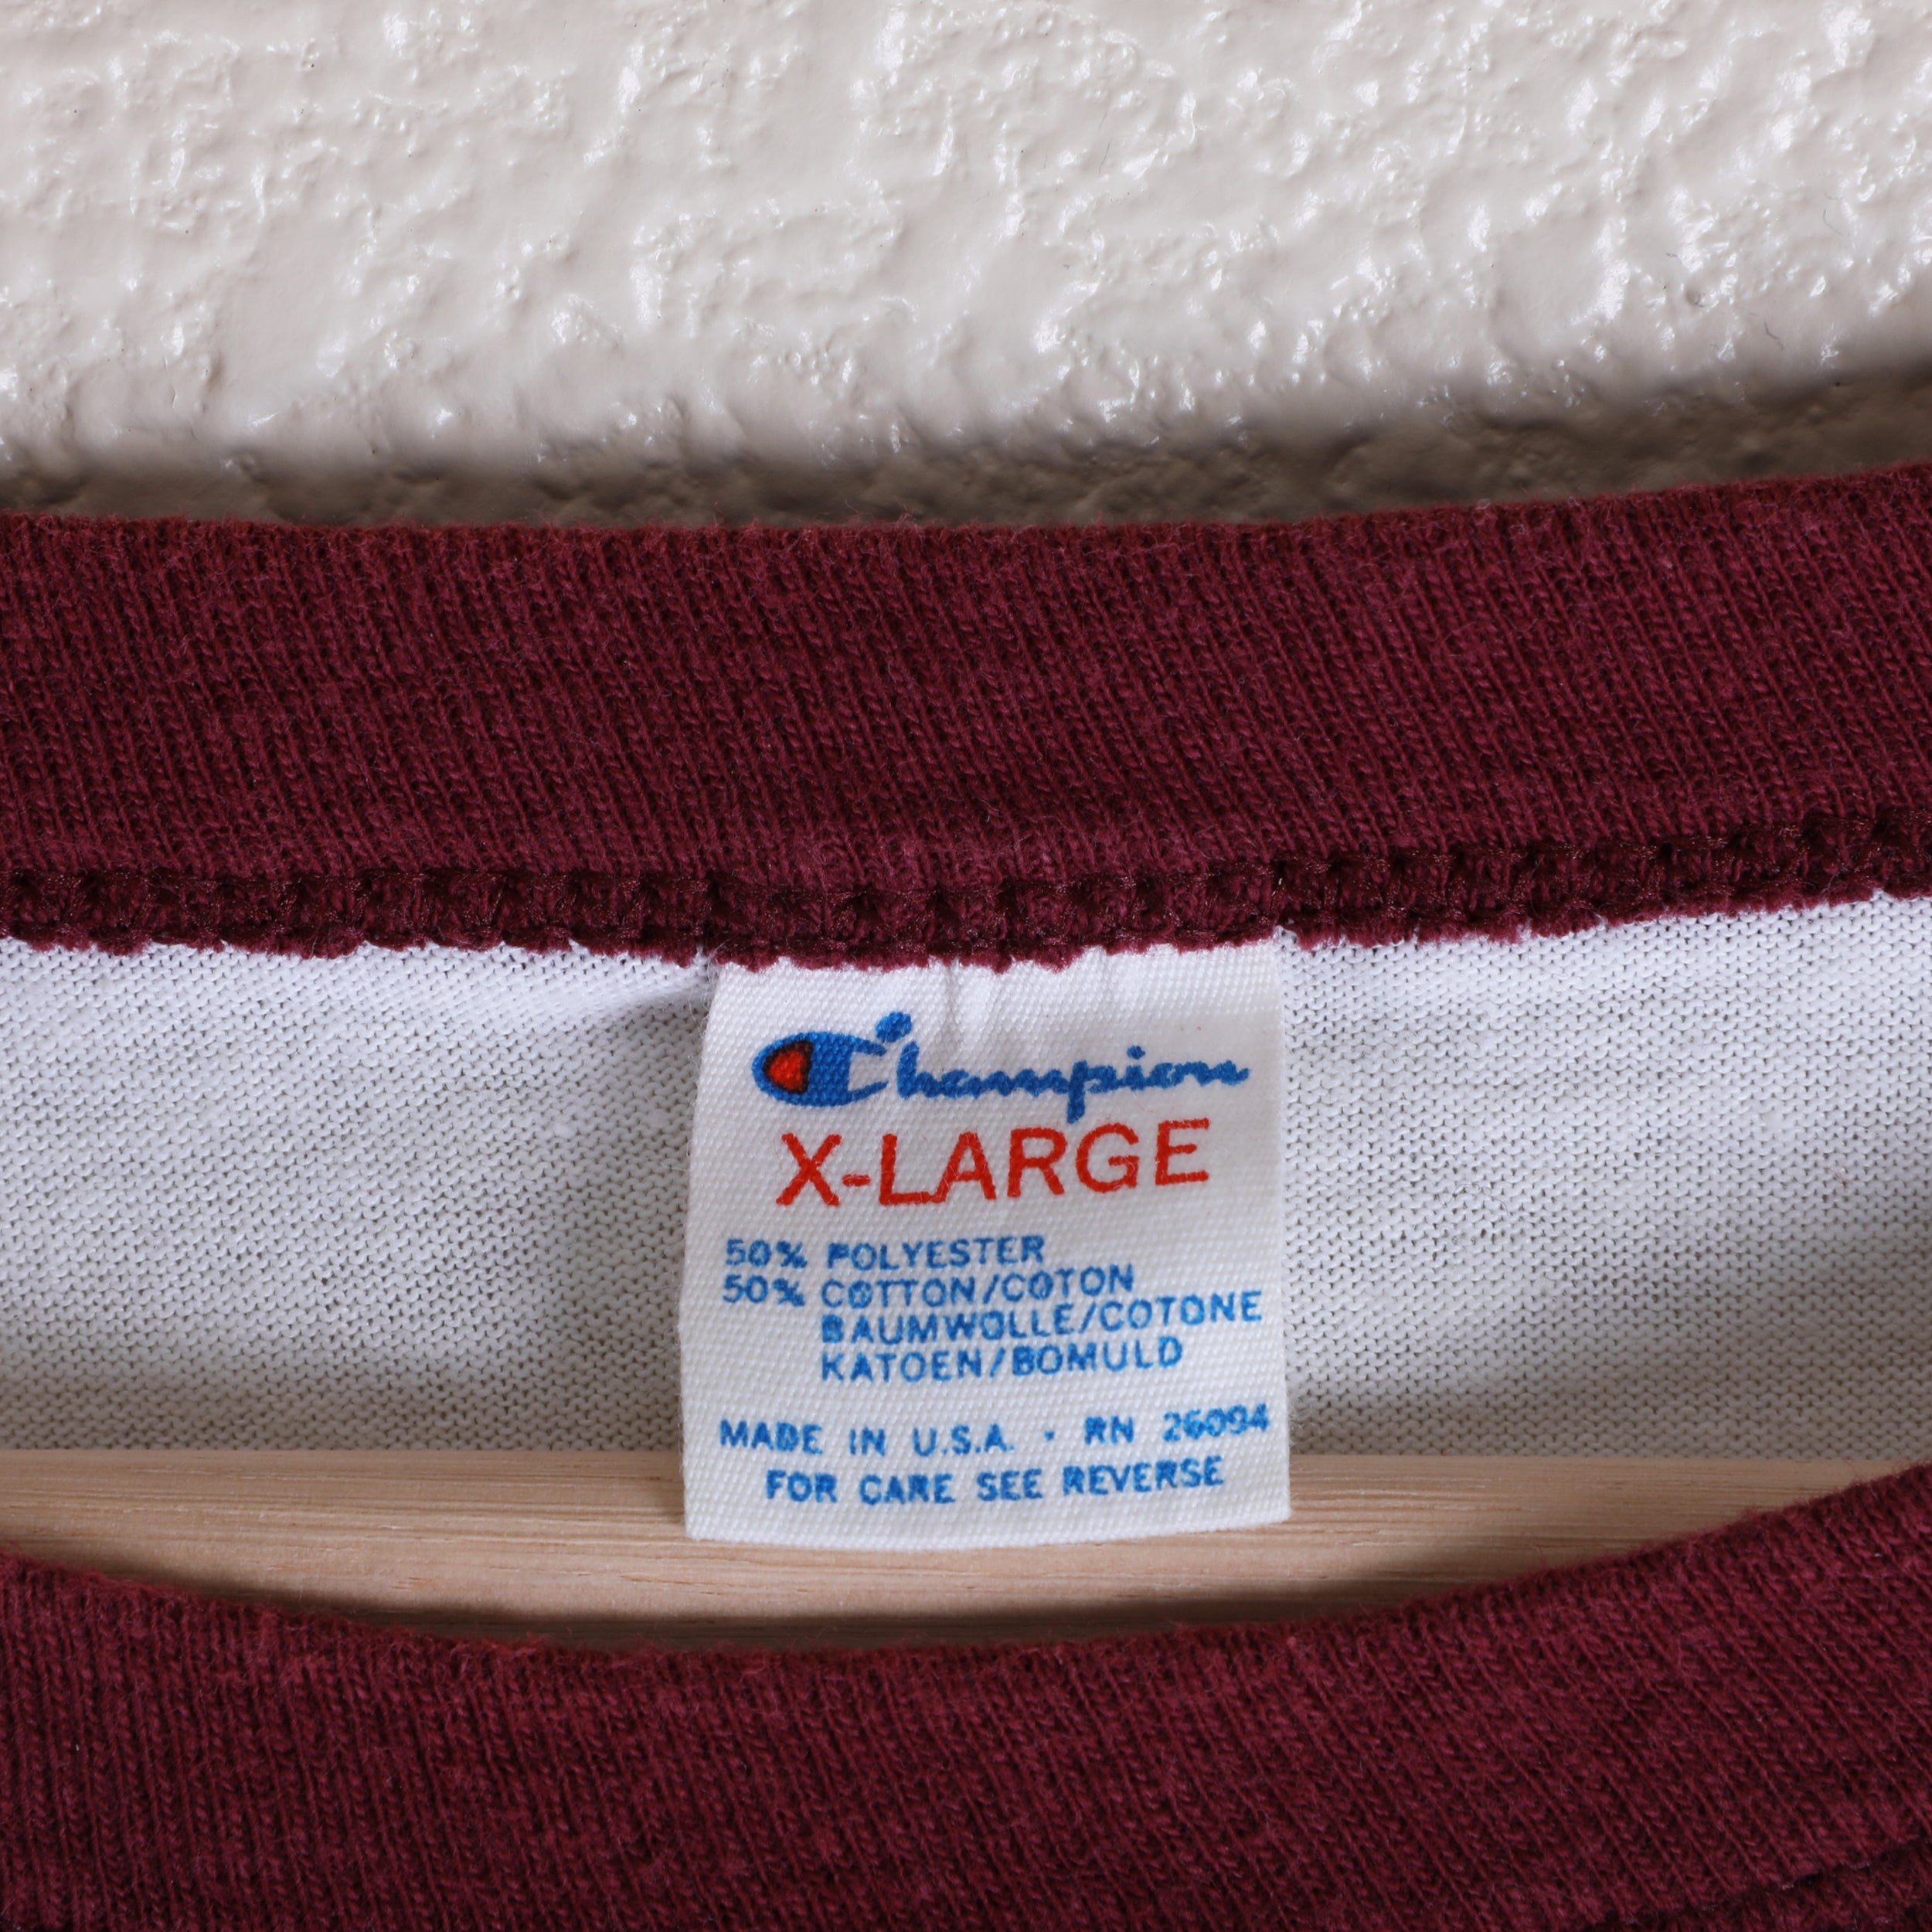 Champion
X-LARGE
50% POLYESTER
50% COTTON/COTON
BAUMWOLLE/COTONE
KATOEN/BOMULD
MADE IN U.S.A. · RN 26094
FOR CARE SEE REVERSE